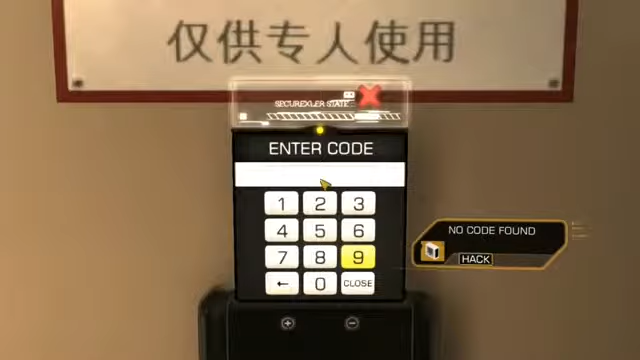 仅供专人使用
ENTER CODE
1 2 3
4 5 6
7 8 9
← 0 CLOSE
NO CODE FOUND
HACK